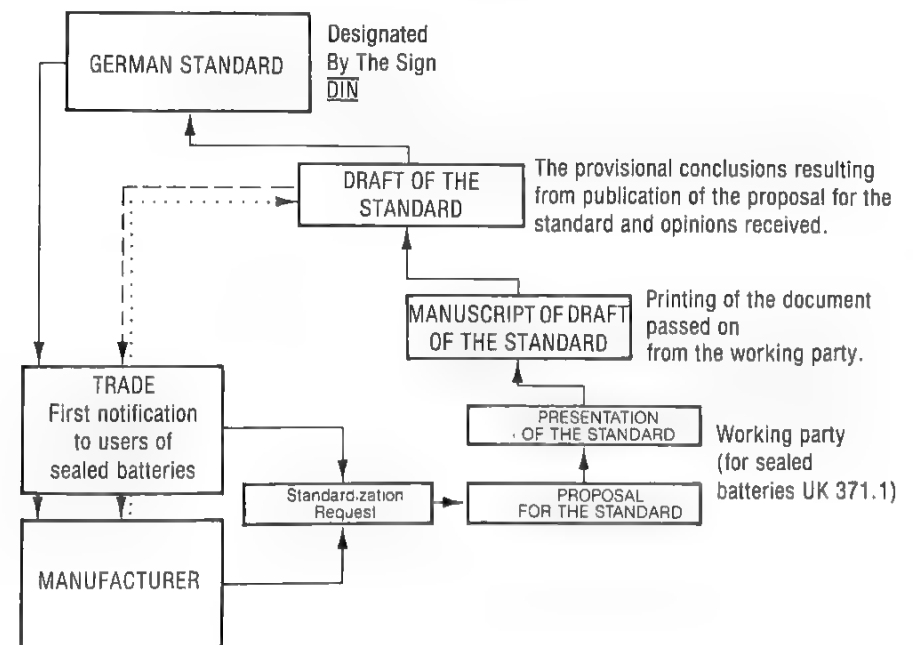 GERMAN STANDARD
Designated
By The Sign
DIN
DRAFT OF THE
STANDARD
The provisional conclusions resulting
from publication of the proposal for the
standard and opinions received.
MANUSCRIPT OF DRAFT
OF THE STANDARD
Printing of the document
passed on
from the working party.
TRADE
First notification
to users of
sealed batteries
PRESENTATION
OF THE STANDARD
Working party
(for sealed
batteries UK 371.1)
Standard.zation
Request
PROPOSAL
FOR THE STANDARD
MANUFACTURER